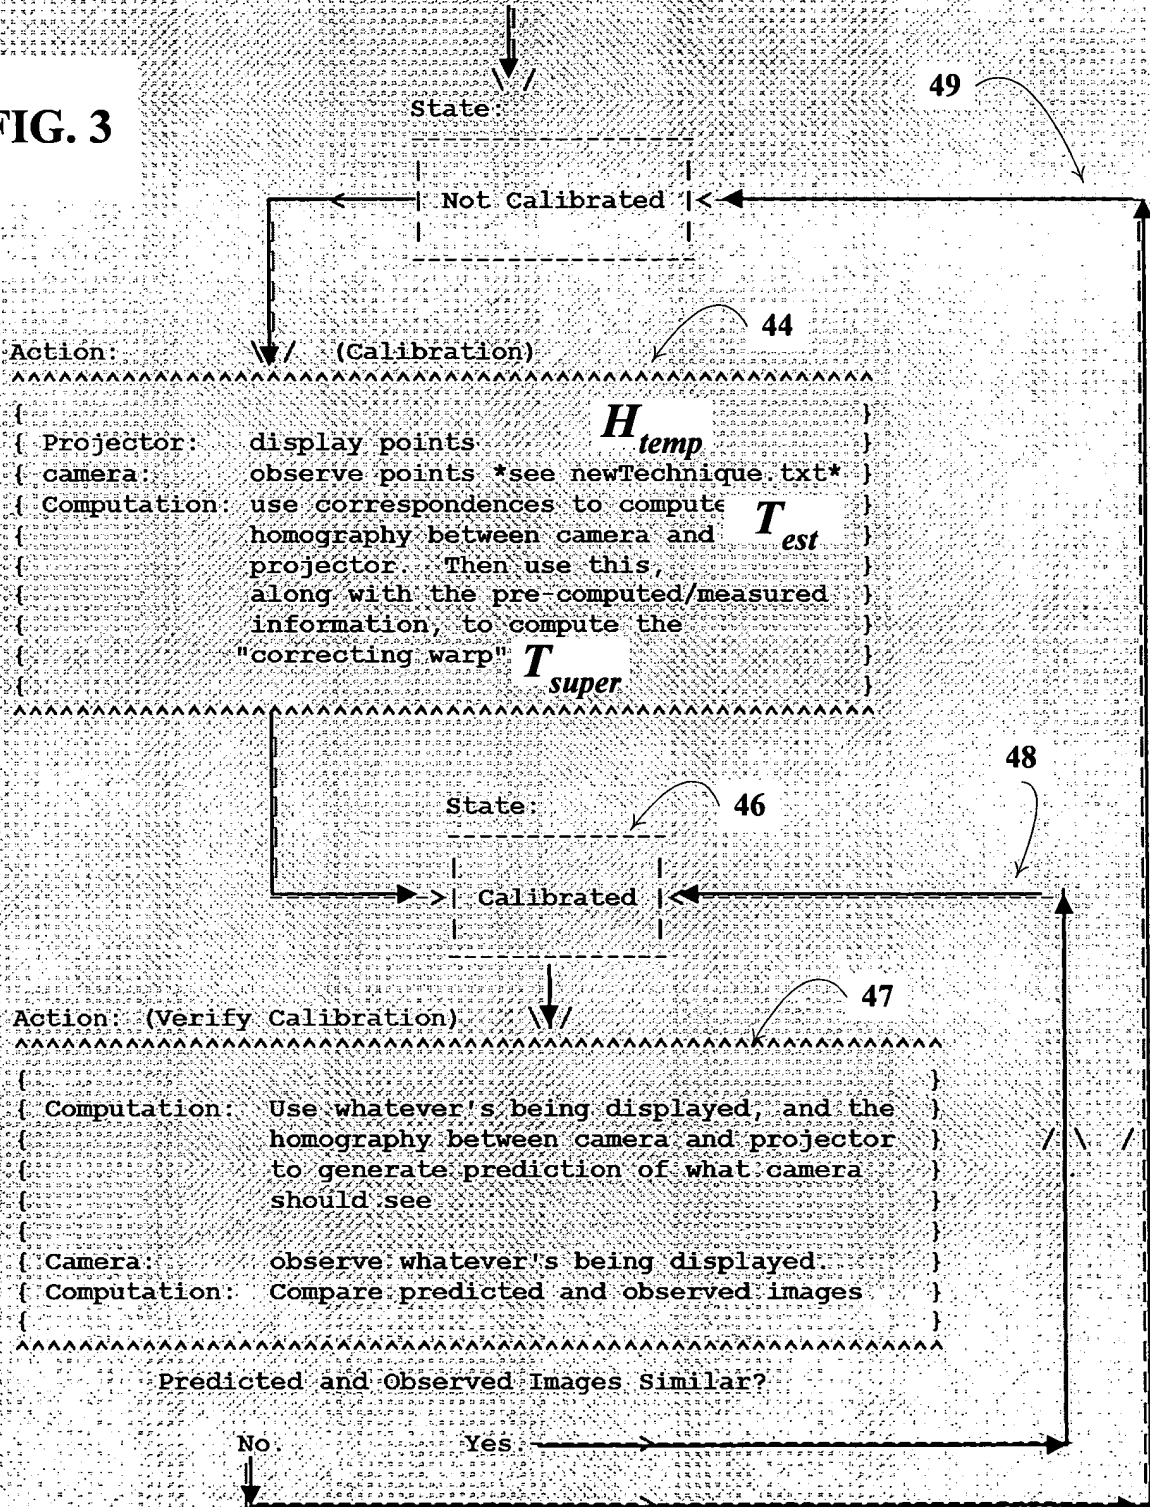 FIG. 3
State:
49
Not Calibrated
44
Action: (Calibration)
{ H_temp }
{ Projector: display points }
{ camera: observe points *see newTechnique.txt* }
{ Computation: use correspondences to compute }
{ homography between camera and T_est }
{ projector. Then use this, }
{ along with the pre-computed/measured }
{ information, to compute the }
{ "correcting warp" T_super }
48
State:
46
Calibrated
47
Action: (Verify Calibration)
{ Computation: Use whatever's being displayed, and the }
{ homography between camera and projector }
{ to generate prediction of what camera }
{ should see }
{ Camera: observe whatever's being displayed. }
{ Computation: Compare predicted and observed images }
Predicted and Observed Images Similar?
No Yes